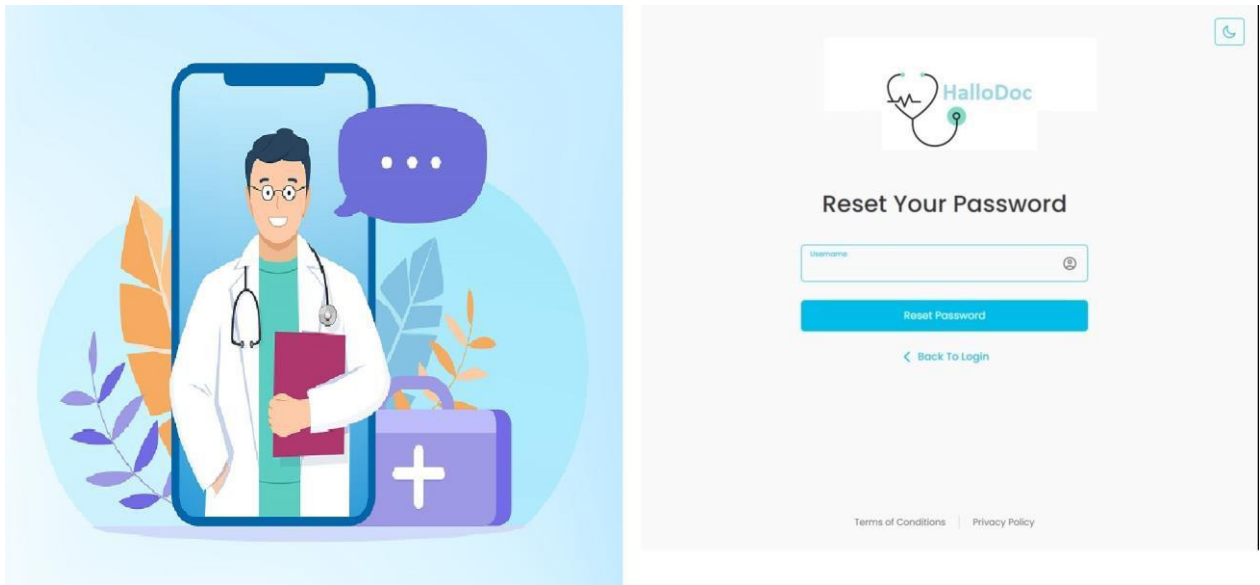 HalloDoc
Reset Your Password
Username
Reset Password
Back To Login
Terms of Conditions
Privacy Policy